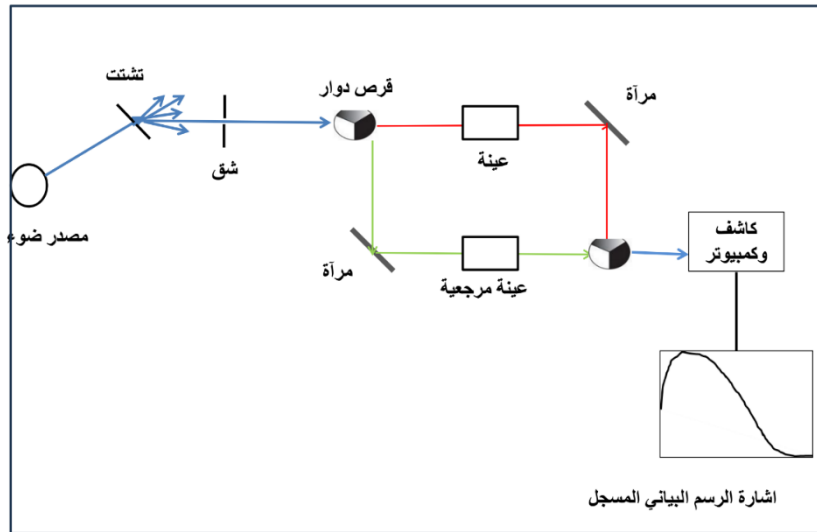 تشتت
قرص دوار
مرآة
شق
عينة
مصدر ضوء
مرآة
عينة مرجعية
كاشف
وكمبيوتر
اشارة الرسم البياني المسجل